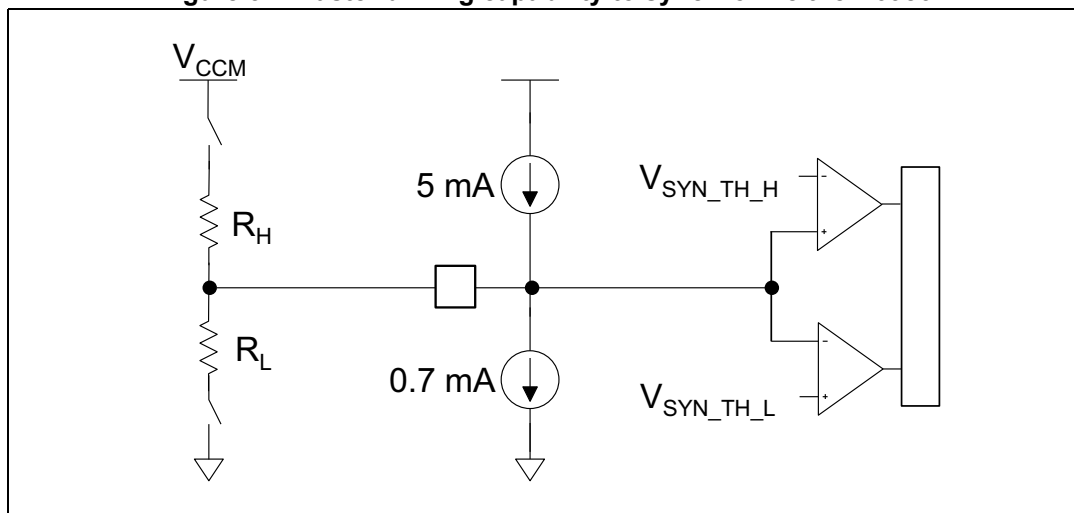 V_CCM
5 mA
V_SYN_TH_H
R_H
R_L
0.7 mA
V_SYN_TH_L